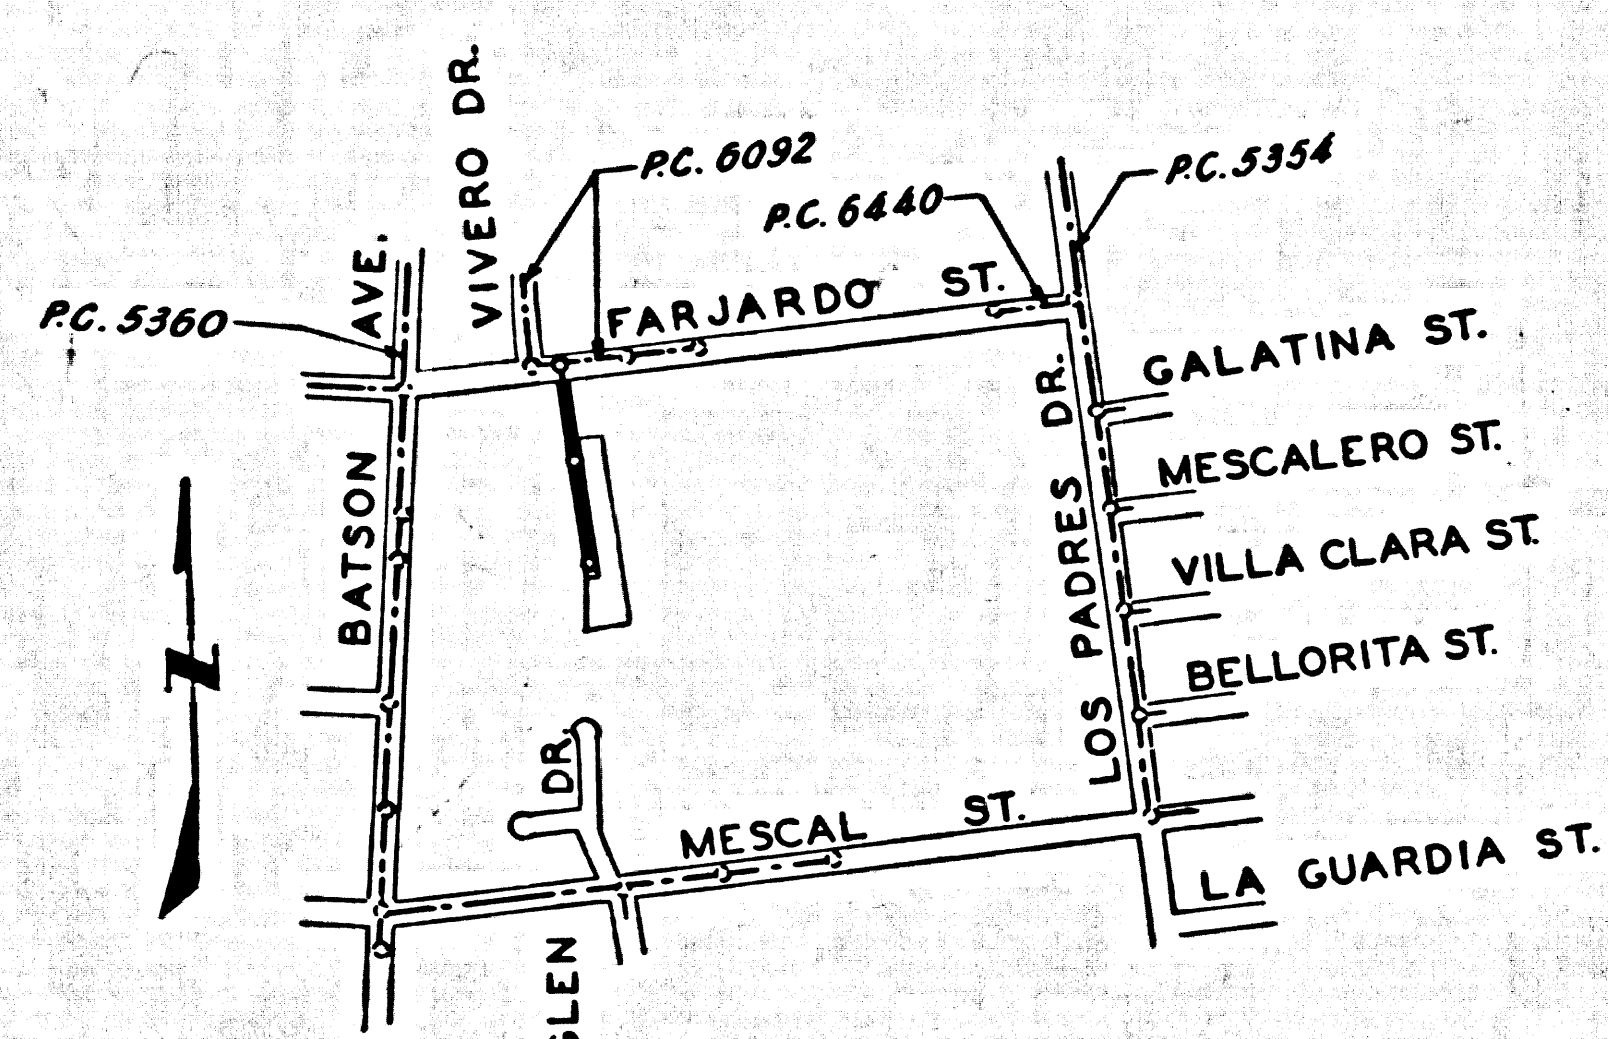 VIVERO DR.
P.C. 6092
P.C. 5354
P.C. 6440
BATSON AVE.
P.C. 5360
FARJARDO ST.
GALATINA ST.
MESCALERO ST.
VILLA CLARA ST.
BELLORITA ST.
LOS PADRES DR.
N
MESCAL ST.
LA GUARDIA ST.
GLEN DR.